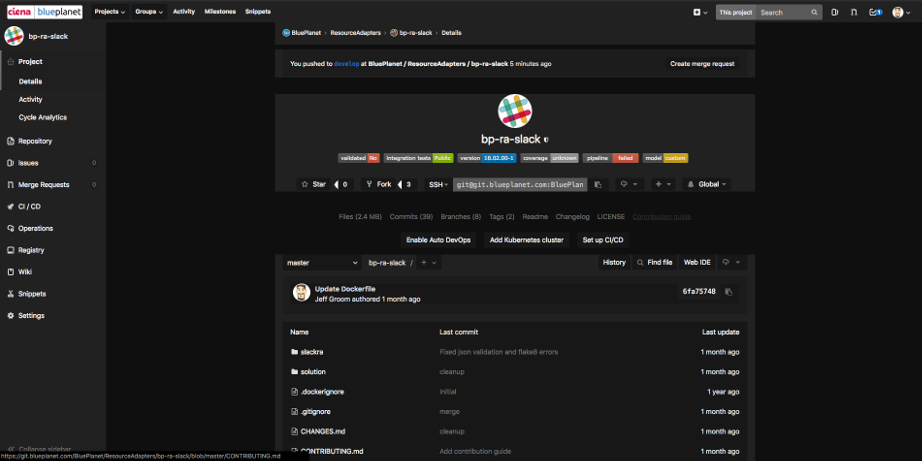 ciena blueplanet Projects Groups Activity Milestones Snippets This project Search 1
bp-ra-slack
Project
Details
Activity
Cycle Analytics
Repository
Issues 0
Merge Requests 0
CI / CD
Operations
Registry
Wiki
Snippets
Settings
Collapse sidebar
https://git.blueplanet.com/BluePlanet/ResourceAdapters/bp-ra-slack/blob/master/CONTRIBUTING.md
BluePlanet > ResourceAdapters > bp-ra-slack > Details
You pushed to develop at BluePlanet / ResourceAdapters / bp-ra-slack 5 minutes ago Create merge request
bp-ra-slack
validated No integration tests Public version 18.02.00-1 coverage unknown pipeline failed model custom
Star 0 Fork 3 SSH git@git.blueplanet.com:BluePlan Global
Files (2.4 MB) Commits (39) Branches (8) Tags (2) Readme Changelog LICENSE Contribution guide
Enable Auto DevOps Add Kubernetes cluster Set up CI/CD
master bp-ra-slack / + History Find file Web IDE
Update Dockerfile
Jeff Groom authored 1 month ago 6fa75748
Name Last commit Last update
slackra Fixed json validation and flake8 errors 1 month ago
solution cleanup 1 month ago
.dockerignore Initial 1 year ago
.gitignore merge 1 month ago
CHANGES.md cleanup 1 month ago
CONTRIBUTING.md Add contribution guide 1 month ago